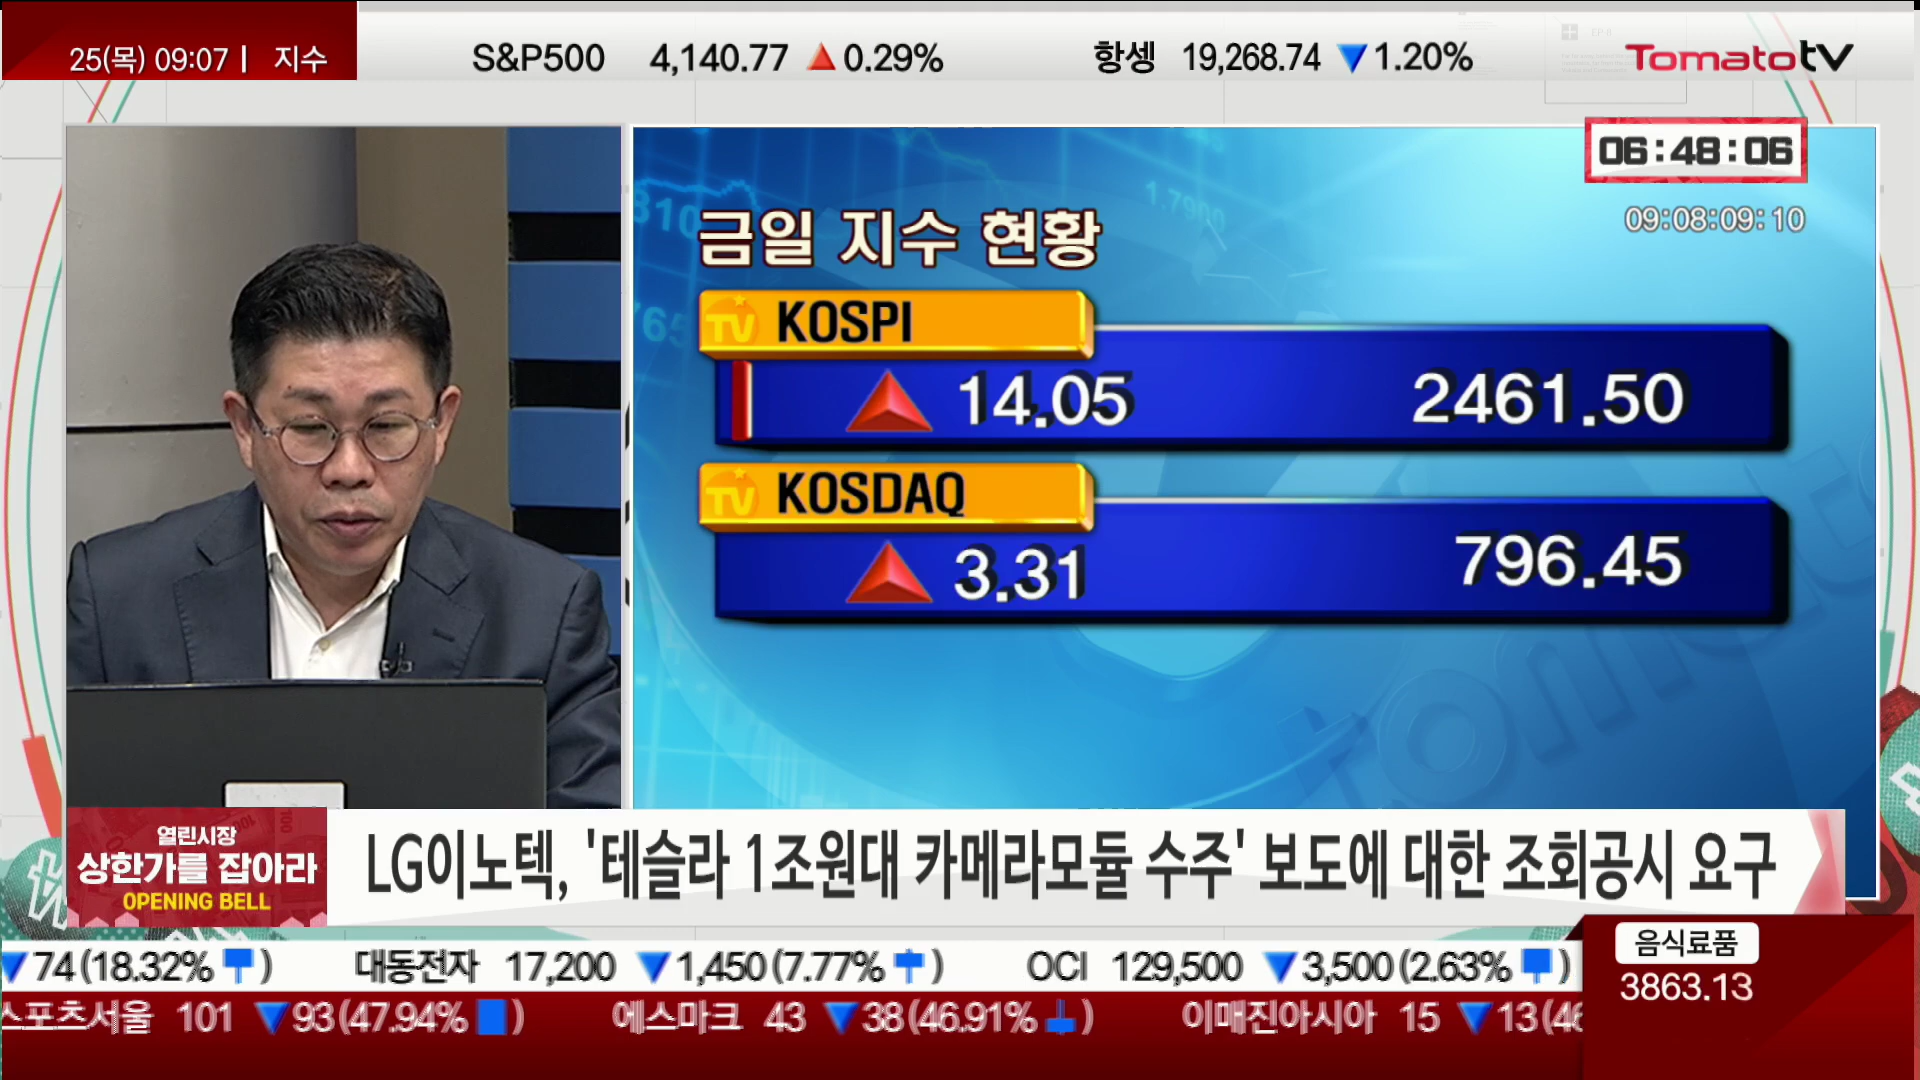 25(목) 09:07 | 지수 S&P500 4,140.77 ▲ 0.29% 항셍 19,268.74 ▼ 1.20% Tomatotv
06:48:06
09:08:09:10
금일 지수 현황
TV KOSPI
▲ 14.05 2461.50
TV KOSDAQ
▲ 3.31 796.45
열린시장
상한가를 잡아라
OPENING BELL
LG이노텍, '테슬라 1조원대 카메라모듈 수주' 보도에 대한 조회공시 요구
▼74(18.32% ) 대동전자 17,200 ▼1,450(7.77% ) OCI 129,500 ▼3,500(2.63% )
스포츠서울 101 ▼93(47.94% ) 에스마크 43 ▼38(46.91% ) 이매진아시아 15 ▼13(46
음식료품
3863.13